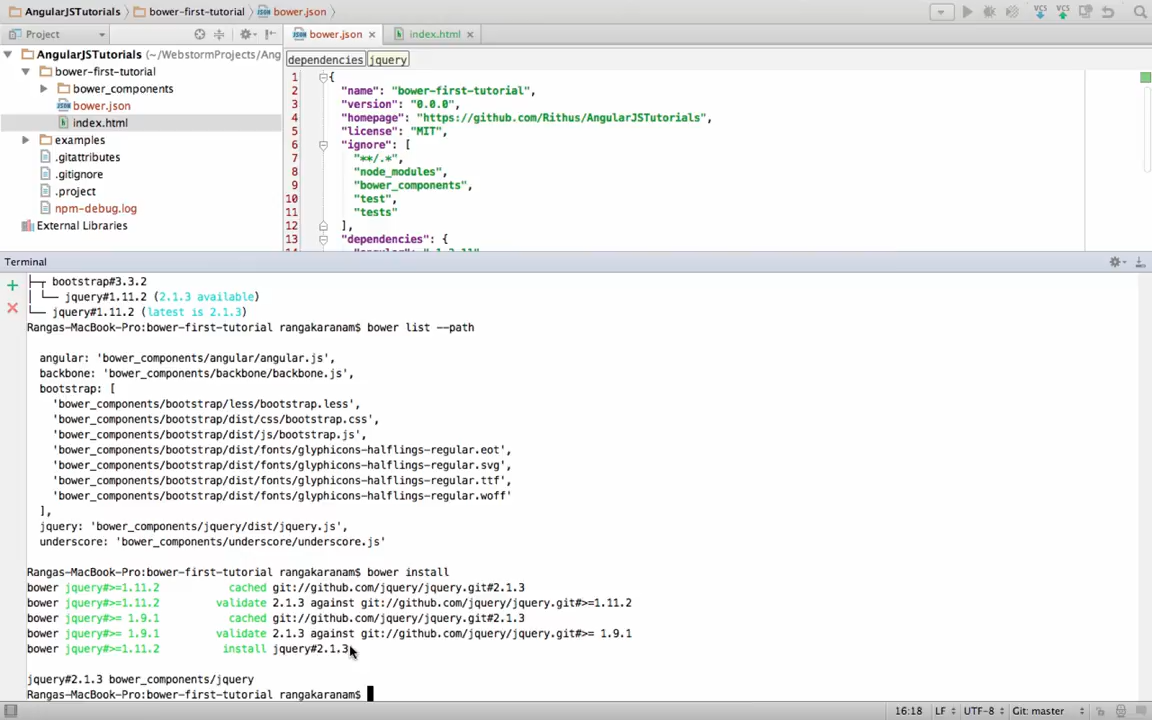 AngularJSTutorials bower-first-tutorial bower.json
Project
bower.json
index.html
AngularJSTutorials (~/WebstormProjects/Ang
bower-first-tutorial
bower_components
bower.json
index.html
examples
.gitattributes
.gitignore
.project
npm-debug.log
External Libraries
VCS VCS
dependencies jquery
1 {
2 "name": "bower-first-tutorial",
3 "version": "0.0.0",
4 "homepage": "https://github.com/Rithus/AngularJSTutorials",
5 "license": "MIT",
6 "ignore": [
7 "**/.*",
8 "node_modules",
9 "bower_components",
10 "test",
11 "tests"
12 ],
13 "dependencies": {
Terminal
bootstrap#3.3.2
jquery#1.11.2 (2.1.3 available)
jquery#1.11.2 (latest is 2.1.3)
Rangas-MacBook-Pro:bower-first-tutorial rangakaranam$ bower list --path
angular: 'bower_components/angular/angular.js',
backbone: 'bower_components/backbone/backbone.js',
bootstrap: [
'bower_components/bootstrap/less/bootstrap.less',
'bower_components/bootstrap/dist/css/bootstrap.css',
'bower_components/bootstrap/dist/js/bootstrap.js',
'bower_components/bootstrap/dist/fonts/glyphicons-halflings-regular.eot',
'bower_components/bootstrap/dist/fonts/glyphicons-halflings-regular.svg',
'bower_components/bootstrap/dist/fonts/glyphicons-halflings-regular.ttf',
'bower_components/bootstrap/dist/fonts/glyphicons-halflings-regular.woff'
],
jquery: 'bower_components/jquery/dist/jquery.js',
underscore: 'bower_components/underscore/underscore.js'
Rangas-MacBook-Pro:bower-first-tutorial rangakaranam$ bower install
bower jquery#>=1.11.2 cached git://github.com/jquery/jquery.git#2.1.3
bower jquery#>=1.11.2 validate 2.1.3 against git://github.com/jquery/jquery.git#>=1.11.2
bower jquery#>= 1.9.1 cached git://github.com/jquery/jquery.git#2.1.3
bower jquery#>= 1.9.1 validate 2.1.3 against git://github.com/jquery/jquery.git#>= 1.9.1
bower jquery#>=1.11.2 install jquery#2.1.3
jquery#2.1.3 bower_components/jquery
Rangas-MacBook-Pro:bower-first-tutorial rangakaranam$
16:18 LF UTF-8 Git: master